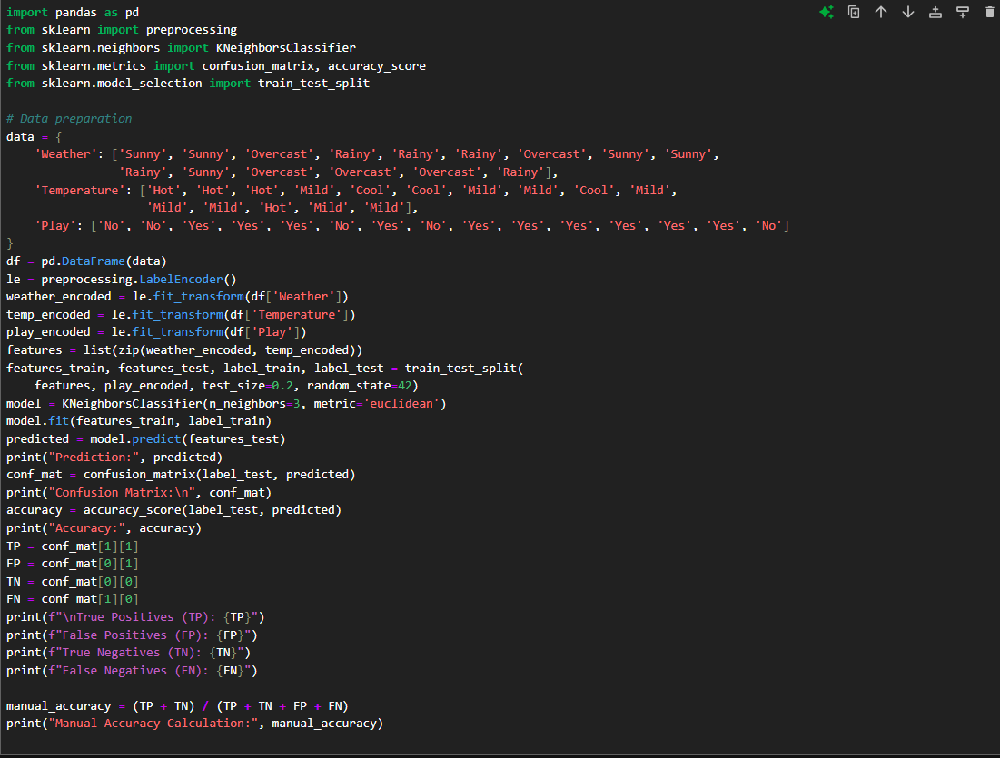 import pandas as pd
from sklearn import preprocessing
from sklearn.neighbors import KNeighborsClassifier
from sklearn.metrics import confusion_matrix, accuracy_score
from sklearn.model_selection import train_test_split

# Data preparation
data = {
    'Weather': ['Sunny', 'Sunny', 'Overcast', 'Rainy', 'Rainy', 'Rainy', 'Overcast', 'Sunny', 'Sunny',
                'Rainy', 'Sunny', 'Overcast', 'Overcast', 'Overcast', 'Rainy'],
    'Temperature': ['Hot', 'Hot', 'Hot', 'Mild', 'Cool', 'Cool', 'Mild', 'Mild', 'Cool', 'Mild',
                    'Mild', 'Mild', 'Hot', 'Mild', 'Mild'],
    'Play': ['No', 'No', 'Yes', 'Yes', 'Yes', 'No', 'Yes', 'No', 'Yes', 'Yes', 'Yes', 'Yes', 'Yes', 'Yes', 'No']
}
df = pd.DataFrame(data)
le = preprocessing.LabelEncoder()
weather_encoded = le.fit_transform(df['Weather'])
temp_encoded = le.fit_transform(df['Temperature'])
play_encoded = le.fit_transform(df['Play'])
features = list(zip(weather_encoded, temp_encoded))
features_train, features_test, label_train, label_test = train_test_split(
    features, play_encoded, test_size=0.2, random_state=42)
model = KNeighborsClassifier(n_neighbors=3, metric='euclidean')
model.fit(features_train, label_train)
predicted = model.predict(features_test)
print("Prediction:", predicted)
conf_mat = confusion_matrix(label_test, predicted)
print("Confusion Matrix:\n", conf_mat)
accuracy = accuracy_score(label_test, predicted)
print("Accuracy:", accuracy)
TP = conf_mat[1][1]
FP = conf_mat[0][1]
TN = conf_mat[0][0]
FN = conf_mat[1][0]
print(f"\nTrue Positives (TP): {TP}")
print(f"False Positives (FP): {FP}")
print(f"True Negatives (TN): {TN}")
print(f"False Negatives (FN): {FN}")

manual_accuracy = (TP + TN) / (TP + TN + FP + FN)
print("Manual Accuracy Calculation:", manual_accuracy)